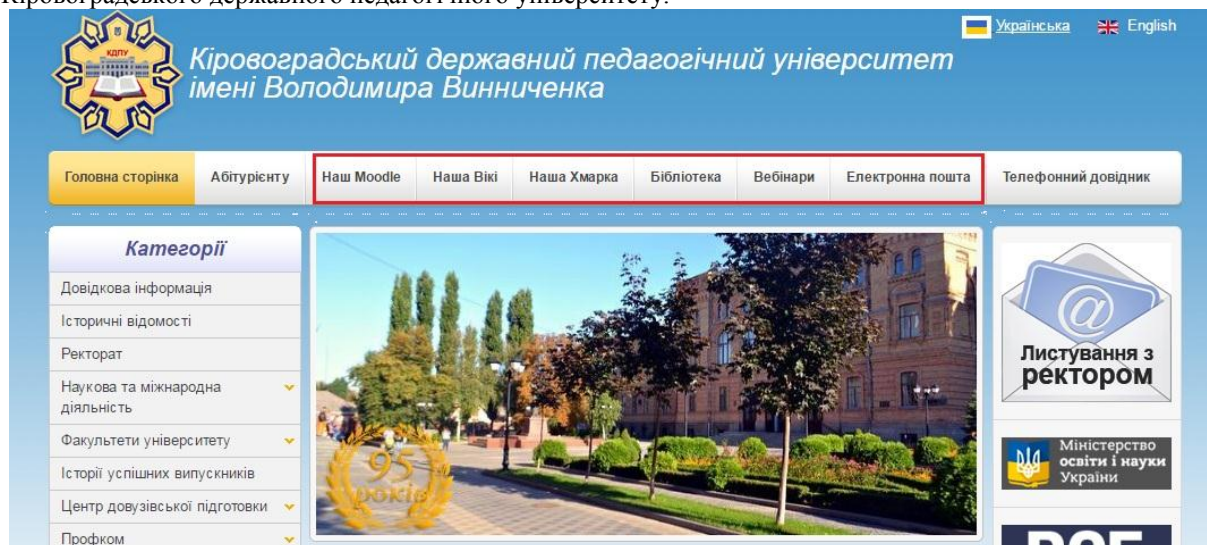 Кіровоградського державного педагогічного університету.
Українська English
КДПУ
Кіровоградський державний педагогічний університет
імені Володимира Винниченка
Головна сторінка Абітурієнту Наш Moodle Наша Вікі Наша Хмарка Бібліотека Вебінари Електронна пошта Телефонний довідник
Категорії
Довідкова інформація
Історичні відомості
Ректорат
Наукова та міжнародна
діяльність
Факультети університету
Історії успішних випускників
Центр довузівської підготовки
Профком
95
років
Листування з
ректором
Міністерство
освіти і науки
України